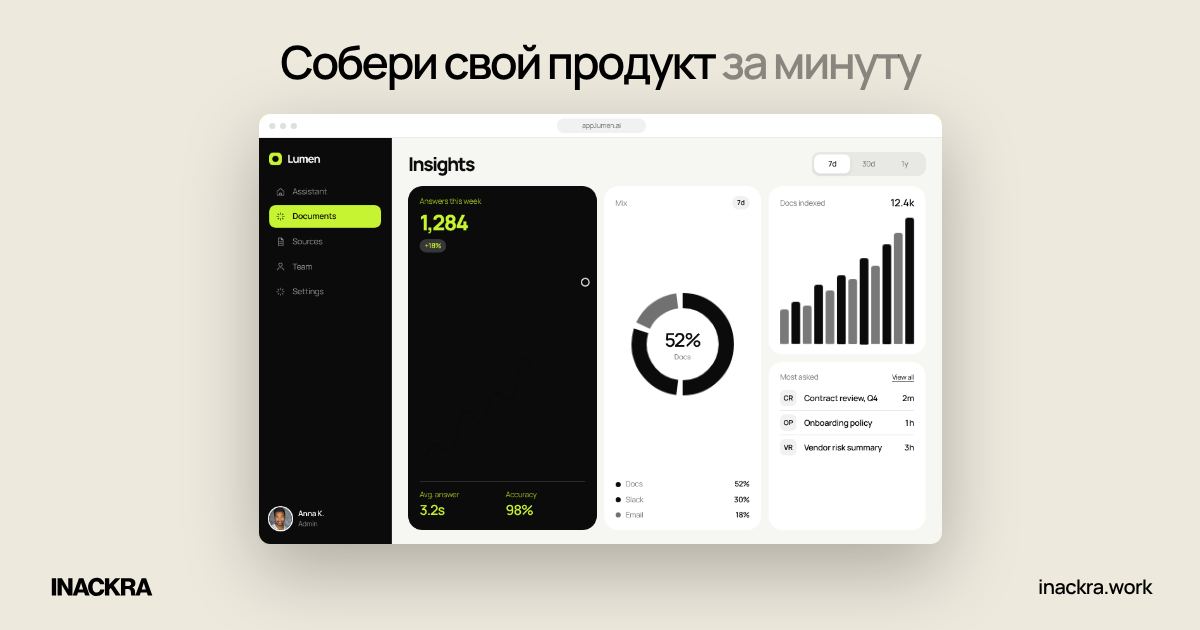 Собери свой продукт за минуту
app.lumen.ai
Lumen
Assistant
Documents
Sources
Team
Settings
Anna K.
Admin
Insights
7d 30d 1y
Answers this week
1,284
+18%
Avg. answer Accuracy
3.2s 98%
Mix 7d
52%
Docs
Docs 52%
Slack 30%
Email 18%
Docs indexed 12.4k
Most asked View all
CR Contract review, Q4 2m
OP Onboarding policy 1h
VR Vendor risk summary 3h
INACKRA
inackra.work